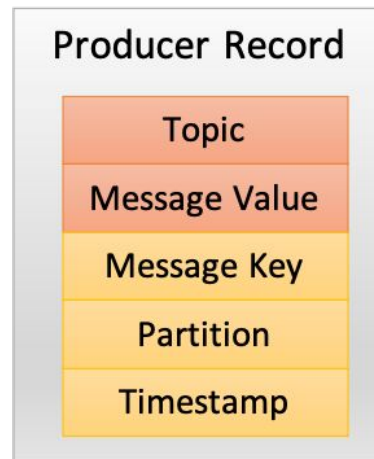 Producer Record
Topic
Message Value
Message Key
Partition
Timestamp